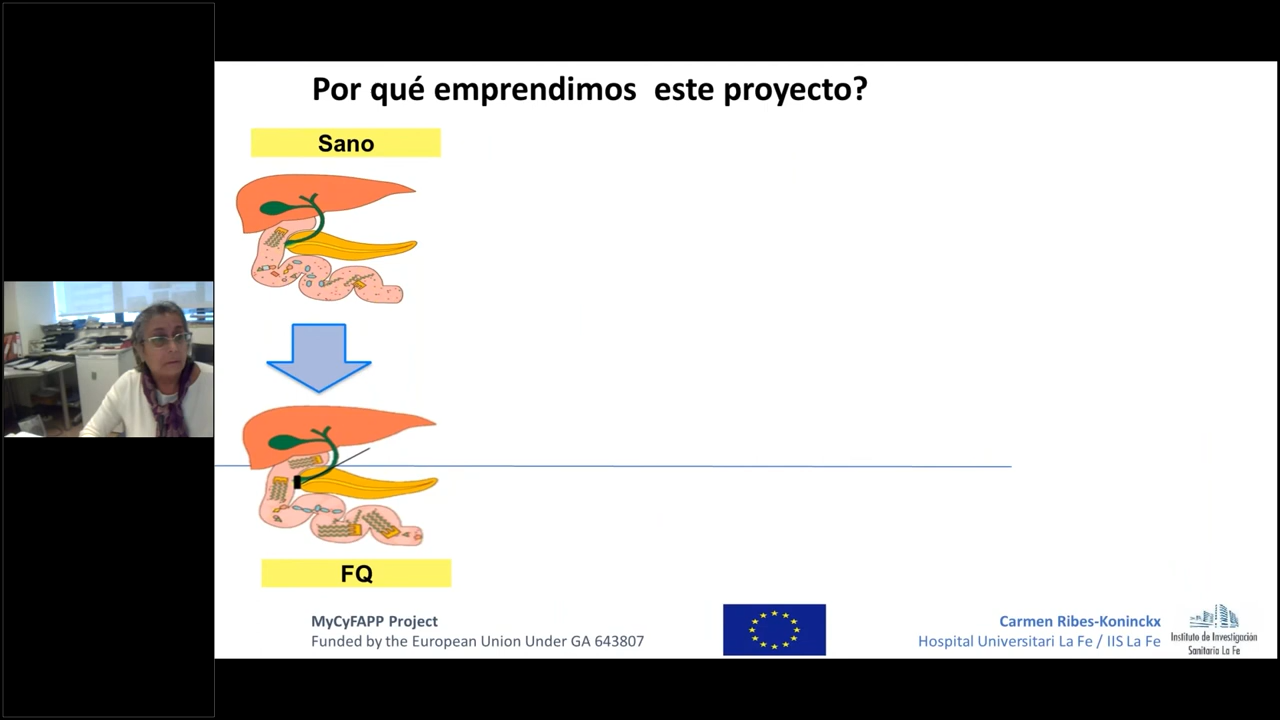 Por qué emprendimos este proyecto?
Sano
FQ
MyCyFAPP Project
Funded by the European Union Under GA 643807
Carmen Ribes-Koninckx
Hospital Universitari La Fe / IIS La Fe
Instituto de Investigación
Sanitaria La Fe